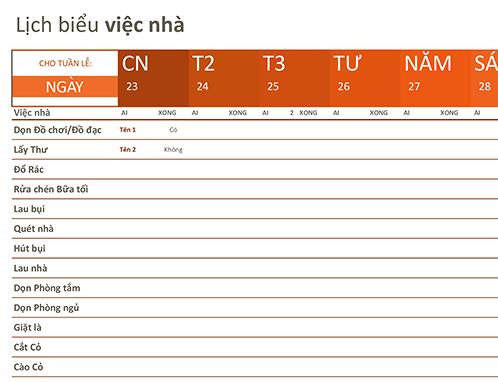 Lịch biểu việc nhà
CHO TUẦN LỄ: CN T2 T3 TƯ NĂM SÁ
NGÀY 23 24 25 26 27 28
Việc nhà AI XONG AI XONG AI 2 XONG AI XONG AI XONG AI
Dọn Đồ chơi/Đồ đạc Tên 1 Có
Lấy Thư Tên 2 Không
Đổ Rác
Rửa chén Bữa tối
Lau bụi
Quét nhà
Hút bụi
Lau nhà
Dọn Phòng tắm
Dọn Phòng ngủ
Giặt là
Cắt Cỏ
Cào Cỏ